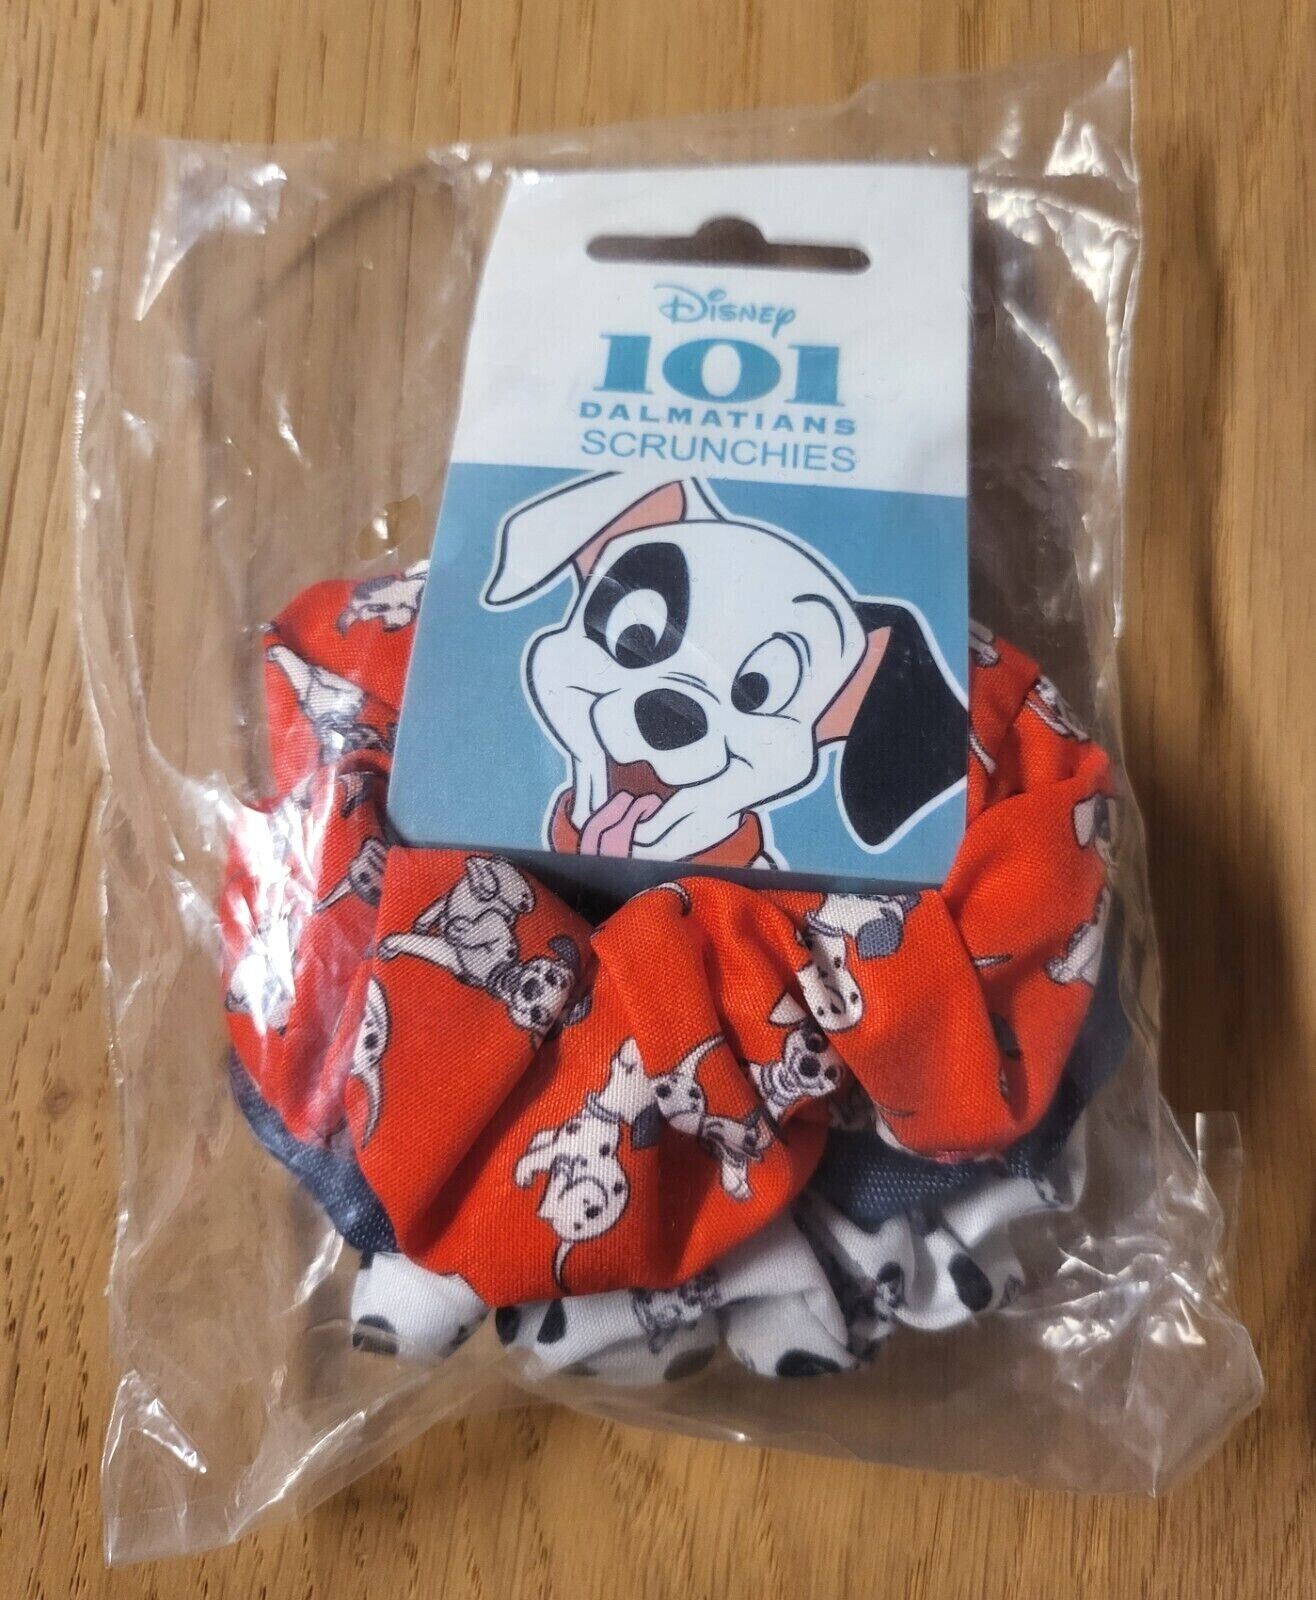 Disney
101
DALMATIANS
SCRUNCHIES